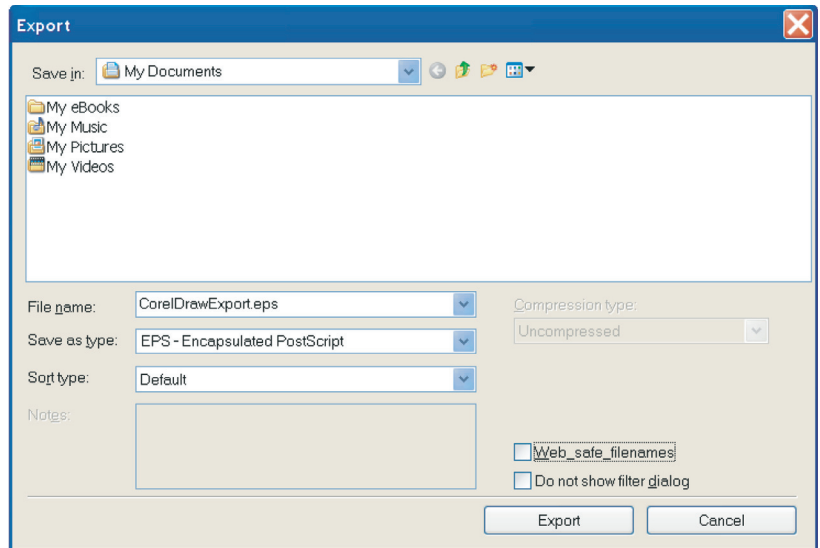 Export
Save in: My Documents
My eBooks
My Music
My Pictures
My Videos
File name: CorelDrawExport.eps
Compression type:
Uncompressed
Save as type: EPS - Encapsulated PostScript
Sort type: Default
Notes:
Web_safe_filenames
Do not show filter dialog
Export Cancel